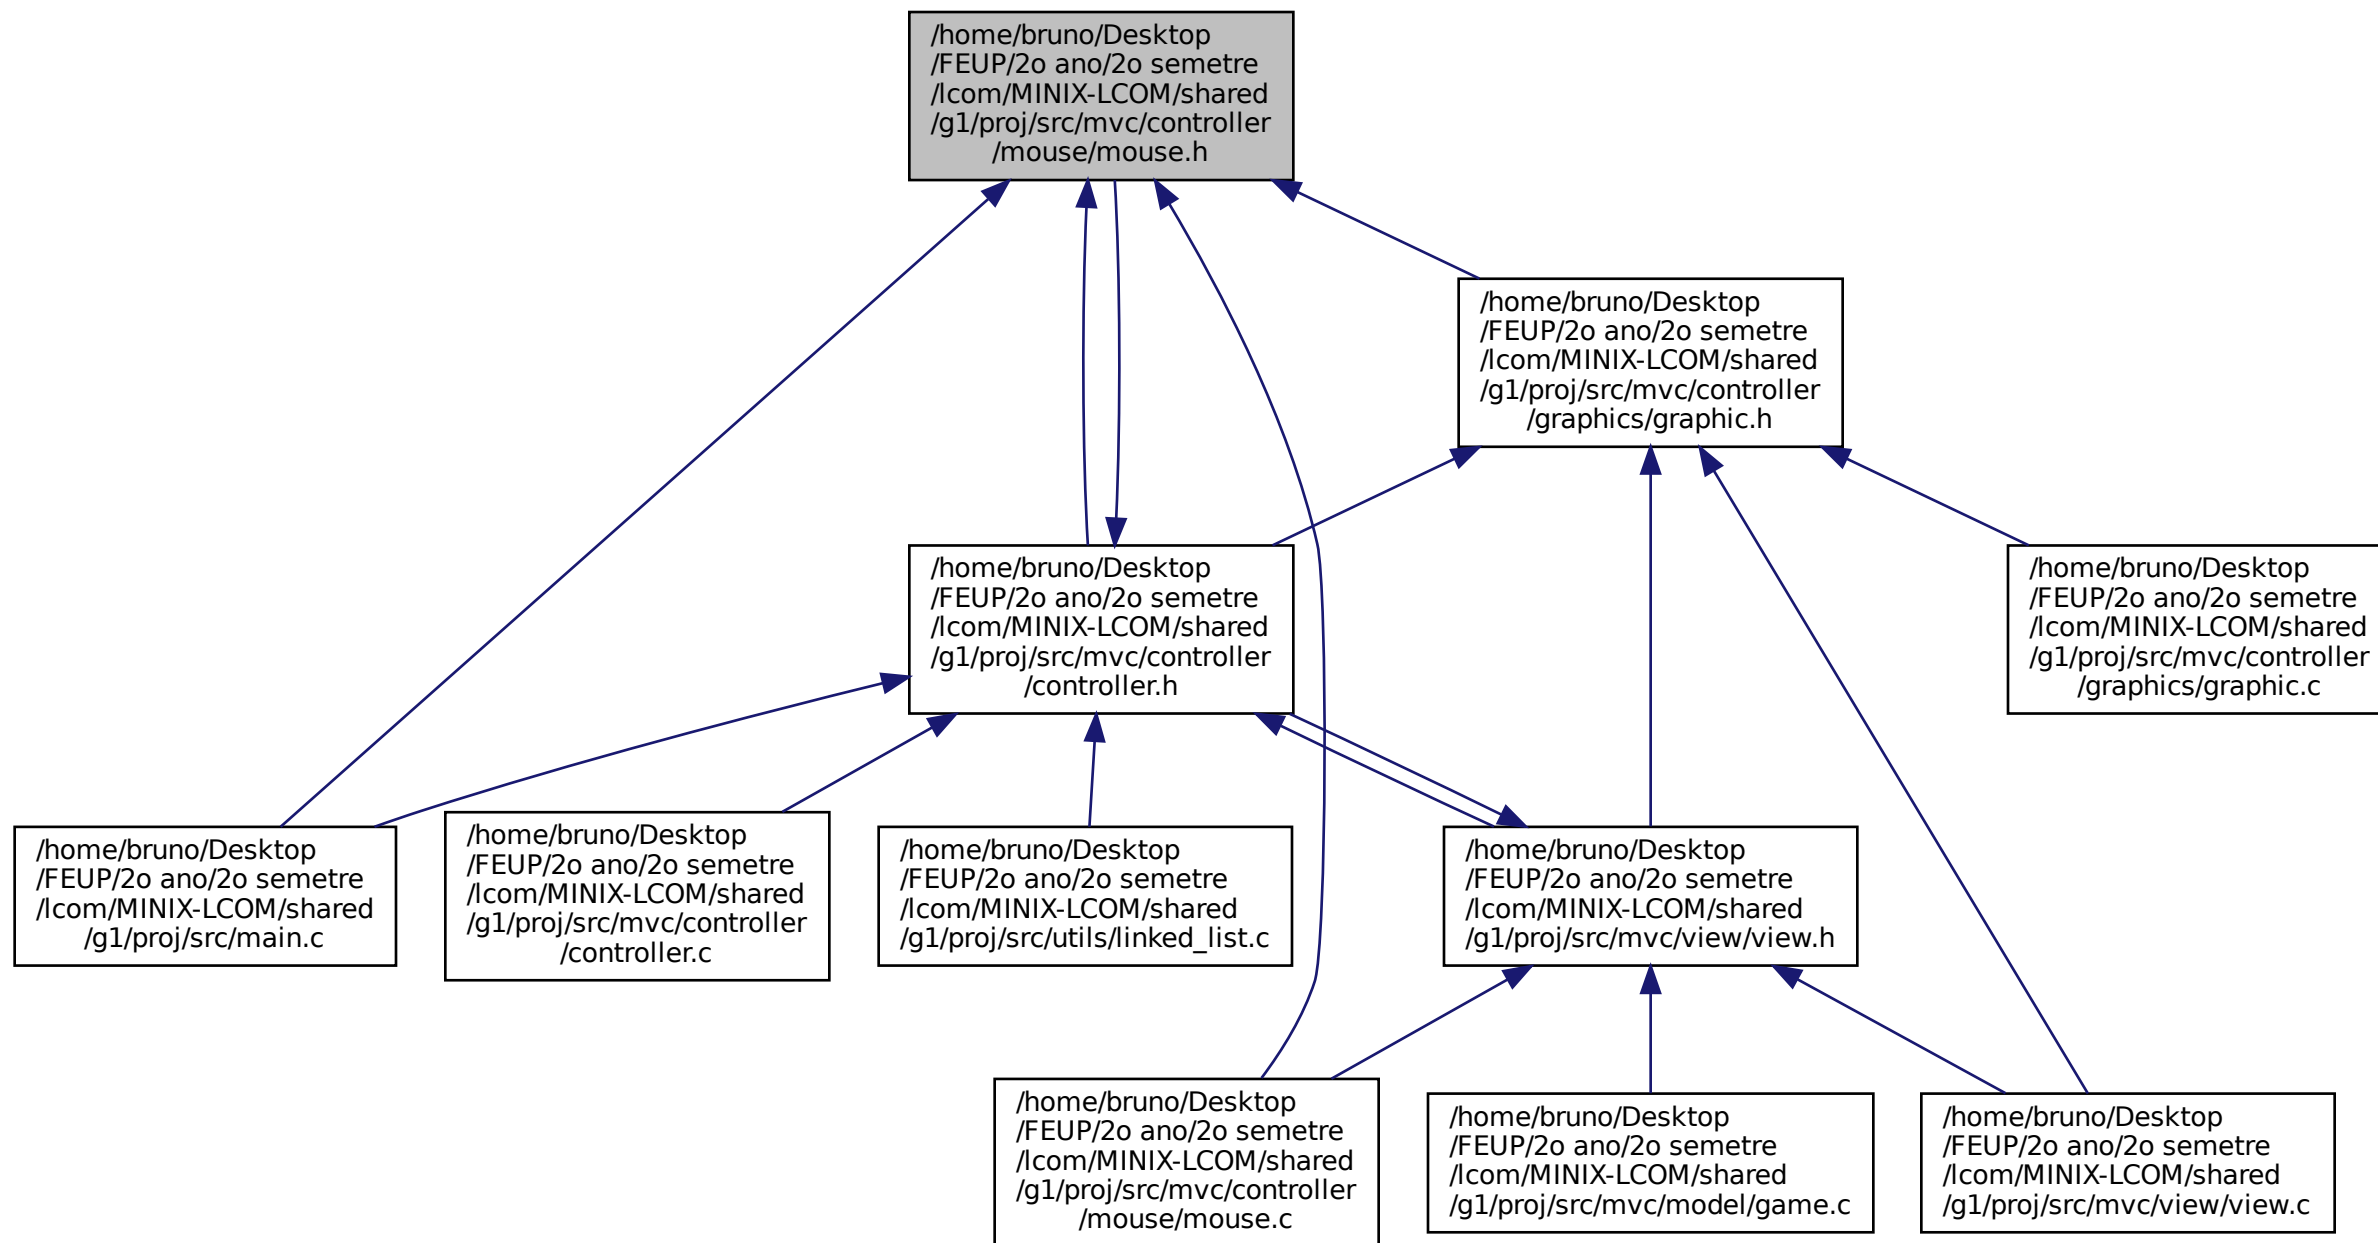 /home/bruno/Desktop
/FEUP/2o ano/2o semetre
/lcom/MINIX-LCOM/shared
/g1/proj/src/mvc/controller
/mouse/mouse.h
/home/bruno/Desktop
/FEUP/2o ano/2o semetre
/lcom/MINIX-LCOM/shared
/g1/proj/src/mvc/controller
/graphics/graphic.h
/home/bruno/Desktop
/FEUP/2o ano/2o semetre
/lcom/MINIX-LCOM/shared
/g1/proj/src/mvc/controller
/controller.h
/home/bruno/Desktop
/FEUP/2o ano/2o semetre
/lcom/MINIX-LCOM/shared
/g1/proj/src/mvc/controller
/graphics/graphic.c
/home/bruno/Desktop
/FEUP/2o ano/2o semetre
/lcom/MINIX-LCOM/shared
/g1/proj/src/main.c
/home/bruno/Desktop
/FEUP/2o ano/2o semetre
/lcom/MINIX-LCOM/shared
/g1/proj/src/mvc/controller
/controller.c
/home/bruno/Desktop
/FEUP/2o ano/2o semetre
/lcom/MINIX-LCOM/shared
/g1/proj/src/utils/linked_list.c
/home/bruno/Desktop
/FEUP/2o ano/2o semetre
/lcom/MINIX-LCOM/shared
/g1/proj/src/mvc/view/view.h
/home/bruno/Desktop
/FEUP/2o ano/2o semetre
/lcom/MINIX-LCOM/shared
/g1/proj/src/mvc/controller
/mouse/mouse.c
/home/bruno/Desktop
/FEUP/2o ano/2o semetre
/lcom/MINIX-LCOM/shared
/g1/proj/src/mvc/model/game.c
/home/bruno/Desktop
/FEUP/2o ano/2o semetre
/lcom/MINIX-LCOM/shared
/g1/proj/src/mvc/view/view.c